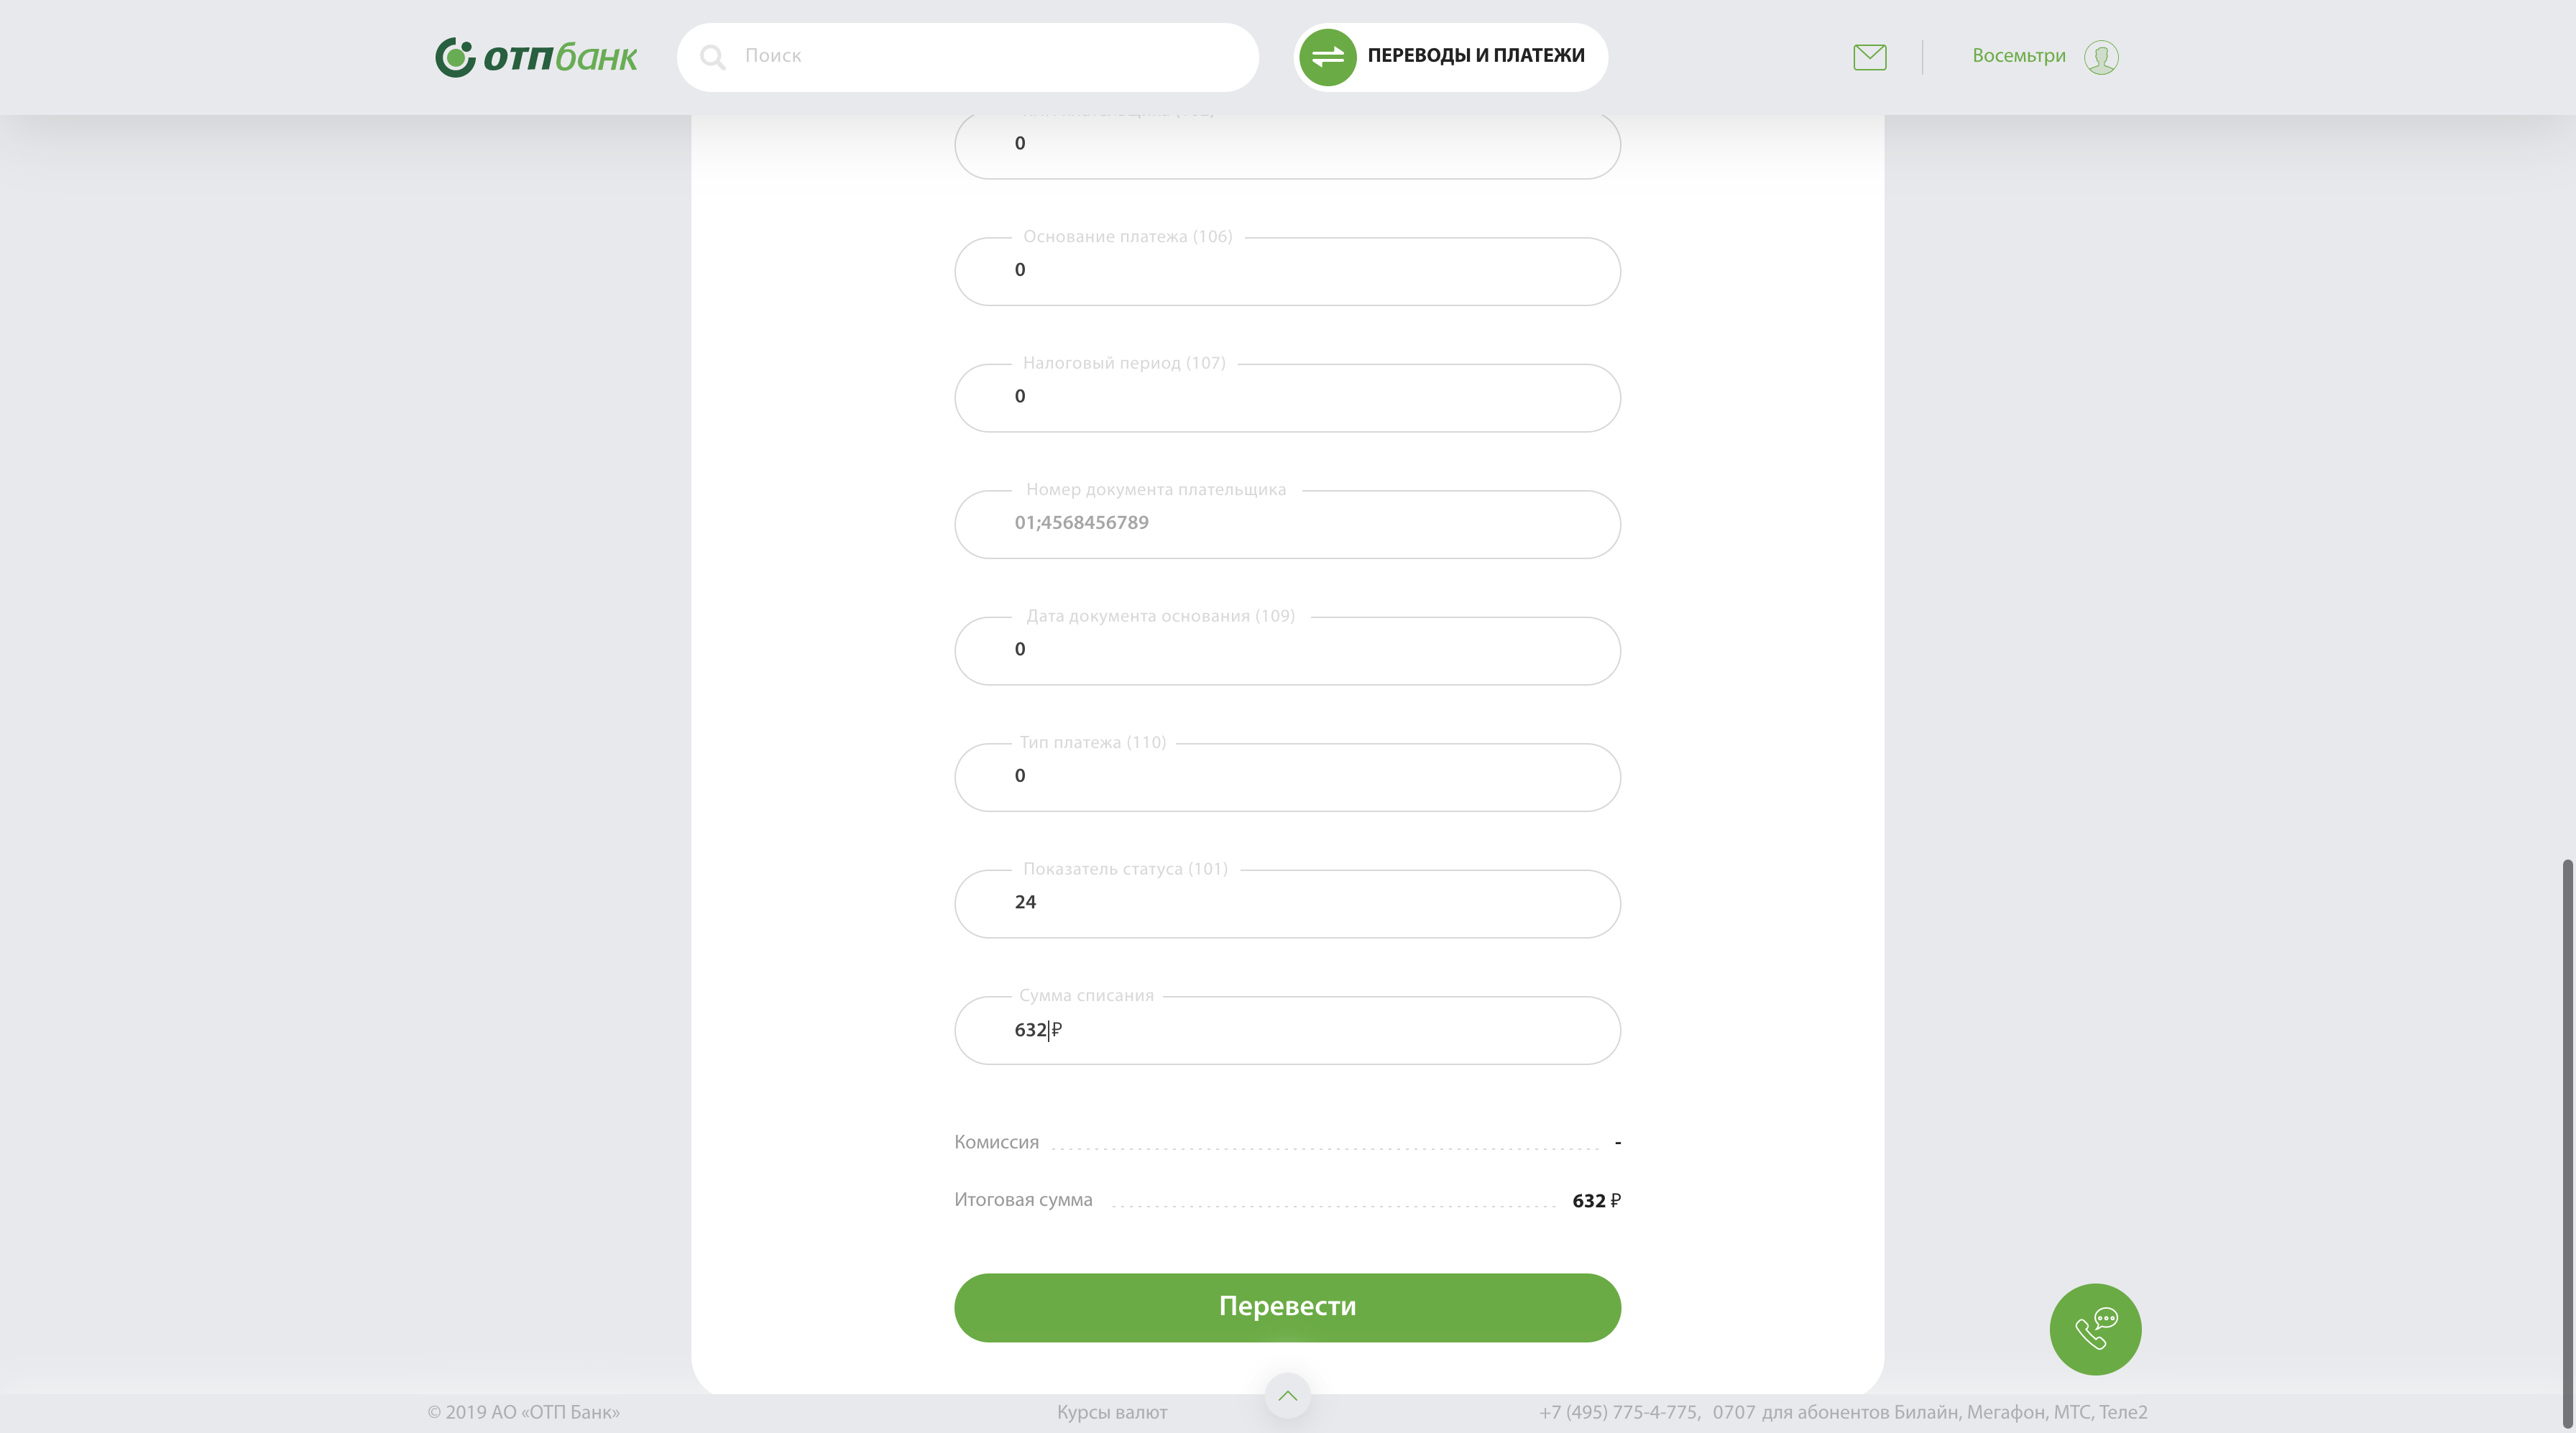 отпбанк
Поиск
ПЕРЕВОДЫ И ПЛАТЕЖИ
Восемьтри
0
Основание платежа (106)
0
Налоговый период (107)
0
Номер документа плательщика
01;4568456789
Дата документа основания (109)
0
Тип платежа (110)
0
Показатель статуса (101)
24
Сумма списания
632 ₽
Комиссия -
Итоговая сумма 632 ₽
Перевести
© 2019 АО «ОТП Банк»
Курсы валют
+7 (495) 775-4-775, 0707 для абонентов Билайн, Мегафон, МТС, Теле2